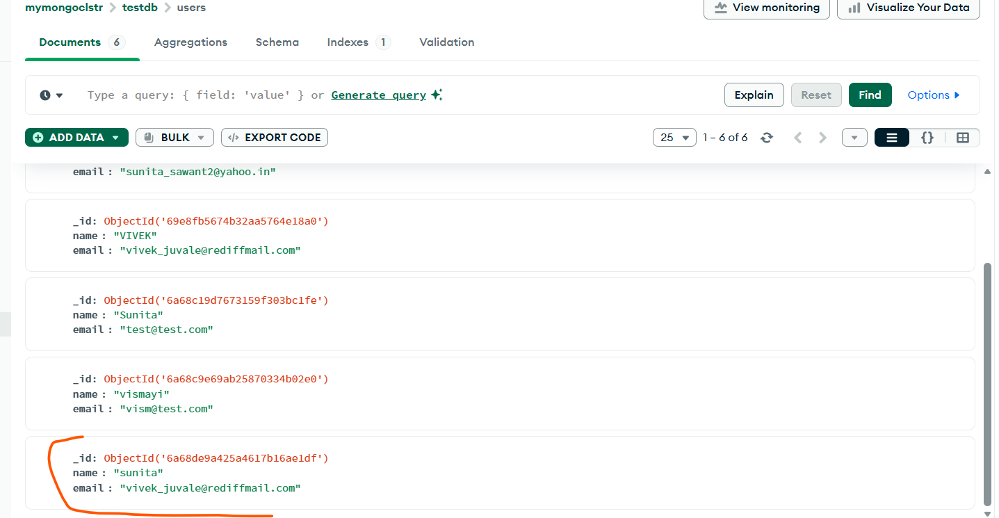 mymongoclstr > testdb > users
View monitoring
Visualize Your Data
Documents 6 Aggregations Schema Indexes 1 Validation
Type a query: { field: 'value' } or Generate query
Explain Reset Find Options
ADD DATA BULK </> EXPORT CODE 25 1 – 6 of 6 {}
email : "sunita_sawant2@yahoo.in"
_id: ObjectId('69e8fb5674b32aa5764e18a0')
name : "VIVEK"
email : "vivek_juvale@rediffmail.com"
_id: ObjectId('6a68c19d7673159f303bc1fe')
name : "Sunita"
email : "test@test.com"
_id: ObjectId('6a68c9e69ab25870334b02e0')
name : "vismayi"
email : "vism@test.com"
_id: ObjectId('6a68de9a425a4617b16ae1df')
name : "sunita"
email : "vivek_juvale@rediffmail.com"